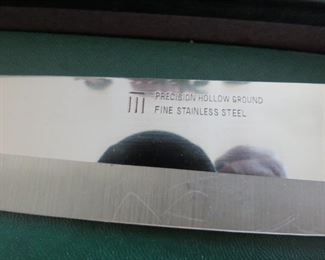 PRECISION HOLLOW GROUND
FINE STAINLESS STEEL